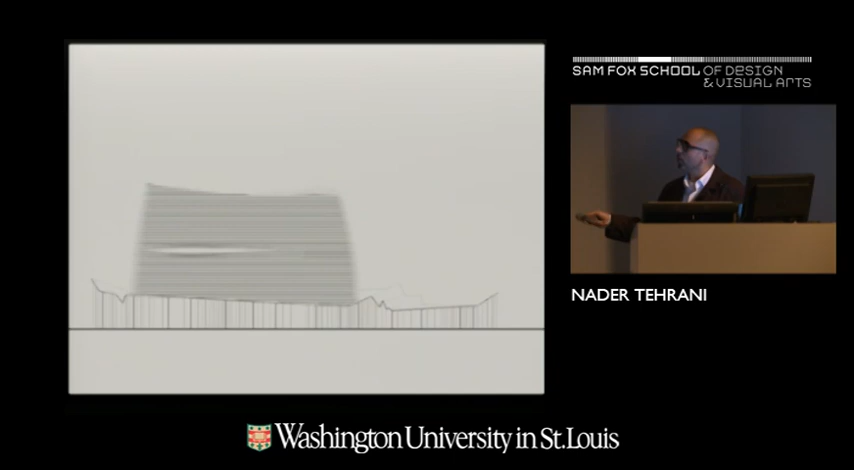 SAM FOX SCHOOL OF DESIGN
& VISUAL ARTS
NADER TEHRANI
Washington University in St. Louis